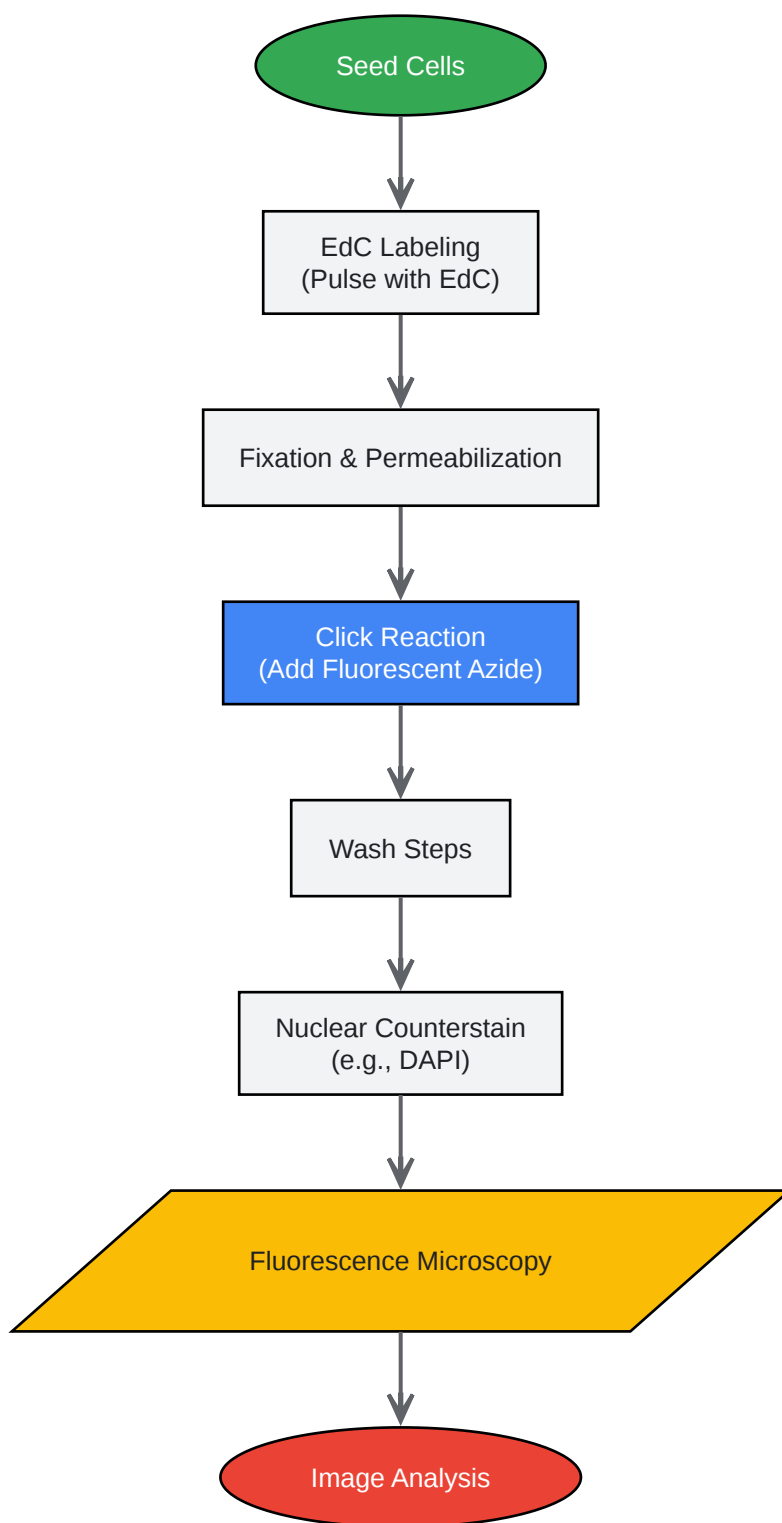 Seed Cells
EdC Labeling
(Pulse with EdC)
Fixation & Permeabilization
Click Reaction
(Add Fluorescent Azide)
Wash Steps
Nuclear Counterstain
(e.g., DAPI)
Fluorescence Microscopy
Image Analysis